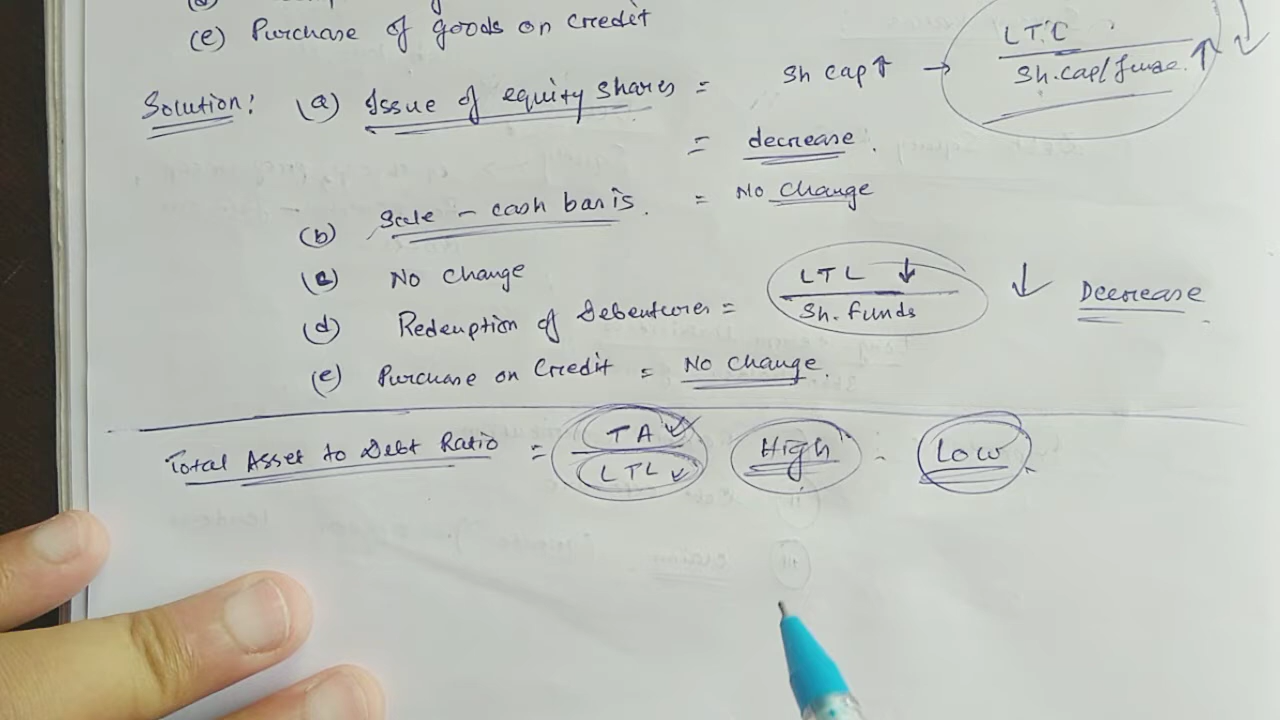 (e) Purchase of goods on Credit
Solution: (a) Issue of equity shares = Sh cap ↑ → LTL / Sh. cap/funds ↑ ↓
= decrease.
(b) Sale - cash basis. = No Change
(c) No change
(d) Redemption of Debentures = LTL ↓ / Sh. funds ↓ Decrease
(e) Purchase on Credit = No change.
Total Asset to Debt Ratio = TA / LTL High - Low